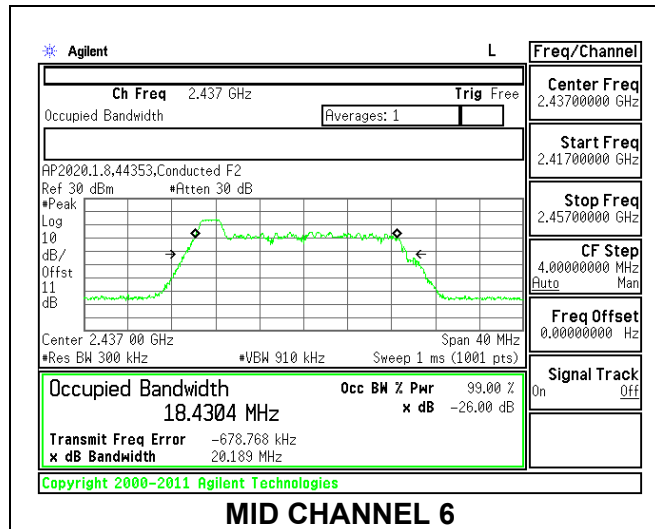 Agilent L
Freq/Channel
Ch Freq 2.437 GHz Trig Free
Occupied Bandwidth Averages: 1
AP2020.1.8,44353,Conducted F2
Ref 30 dBm #Atten 30 dB
#Peak
Log
10
dB/
Offst
11
dB
Center 2.437 00 GHz Span 40 MHz
#Res BW 300 kHz #VBW 910 kHz Sweep 1 ms (1001 pts)
Occupied Bandwidth Occ BW % Pwr 99.00 %
18.4304 MHz x dB -26.00 dB
Transmit Freq Error -678.768 kHz
x dB Bandwidth 20.189 MHz
Copyright 2000-2011 Agilent Technologies
Center Freq
2.43700000 GHz
Start Freq
2.41700000 GHz
Stop Freq
2.45700000 GHz
CF Step
4.00000000 MHz
Auto Man
Freq Offset
0.00000000 Hz
Signal Track
On Off
MID CHANNEL 6